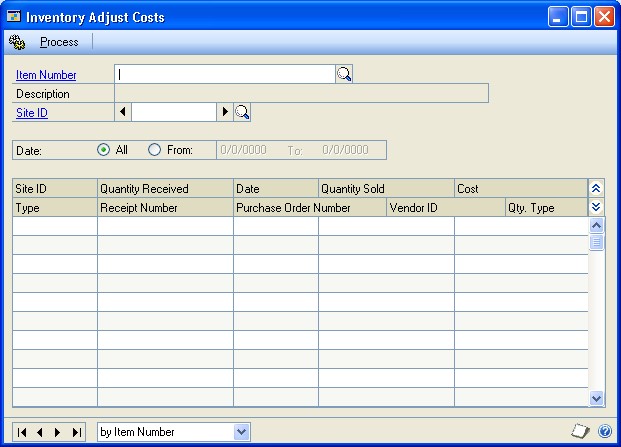 Inventory Adjust Costs
Process
Item Number
Description
Site ID
Date: All From: 0/0/0000 To: 0/0/0000
Site ID Quantity Received Date Quantity Sold Cost
Type Receipt Number Purchase Order Number Vendor ID Qty. Type
by Item Number